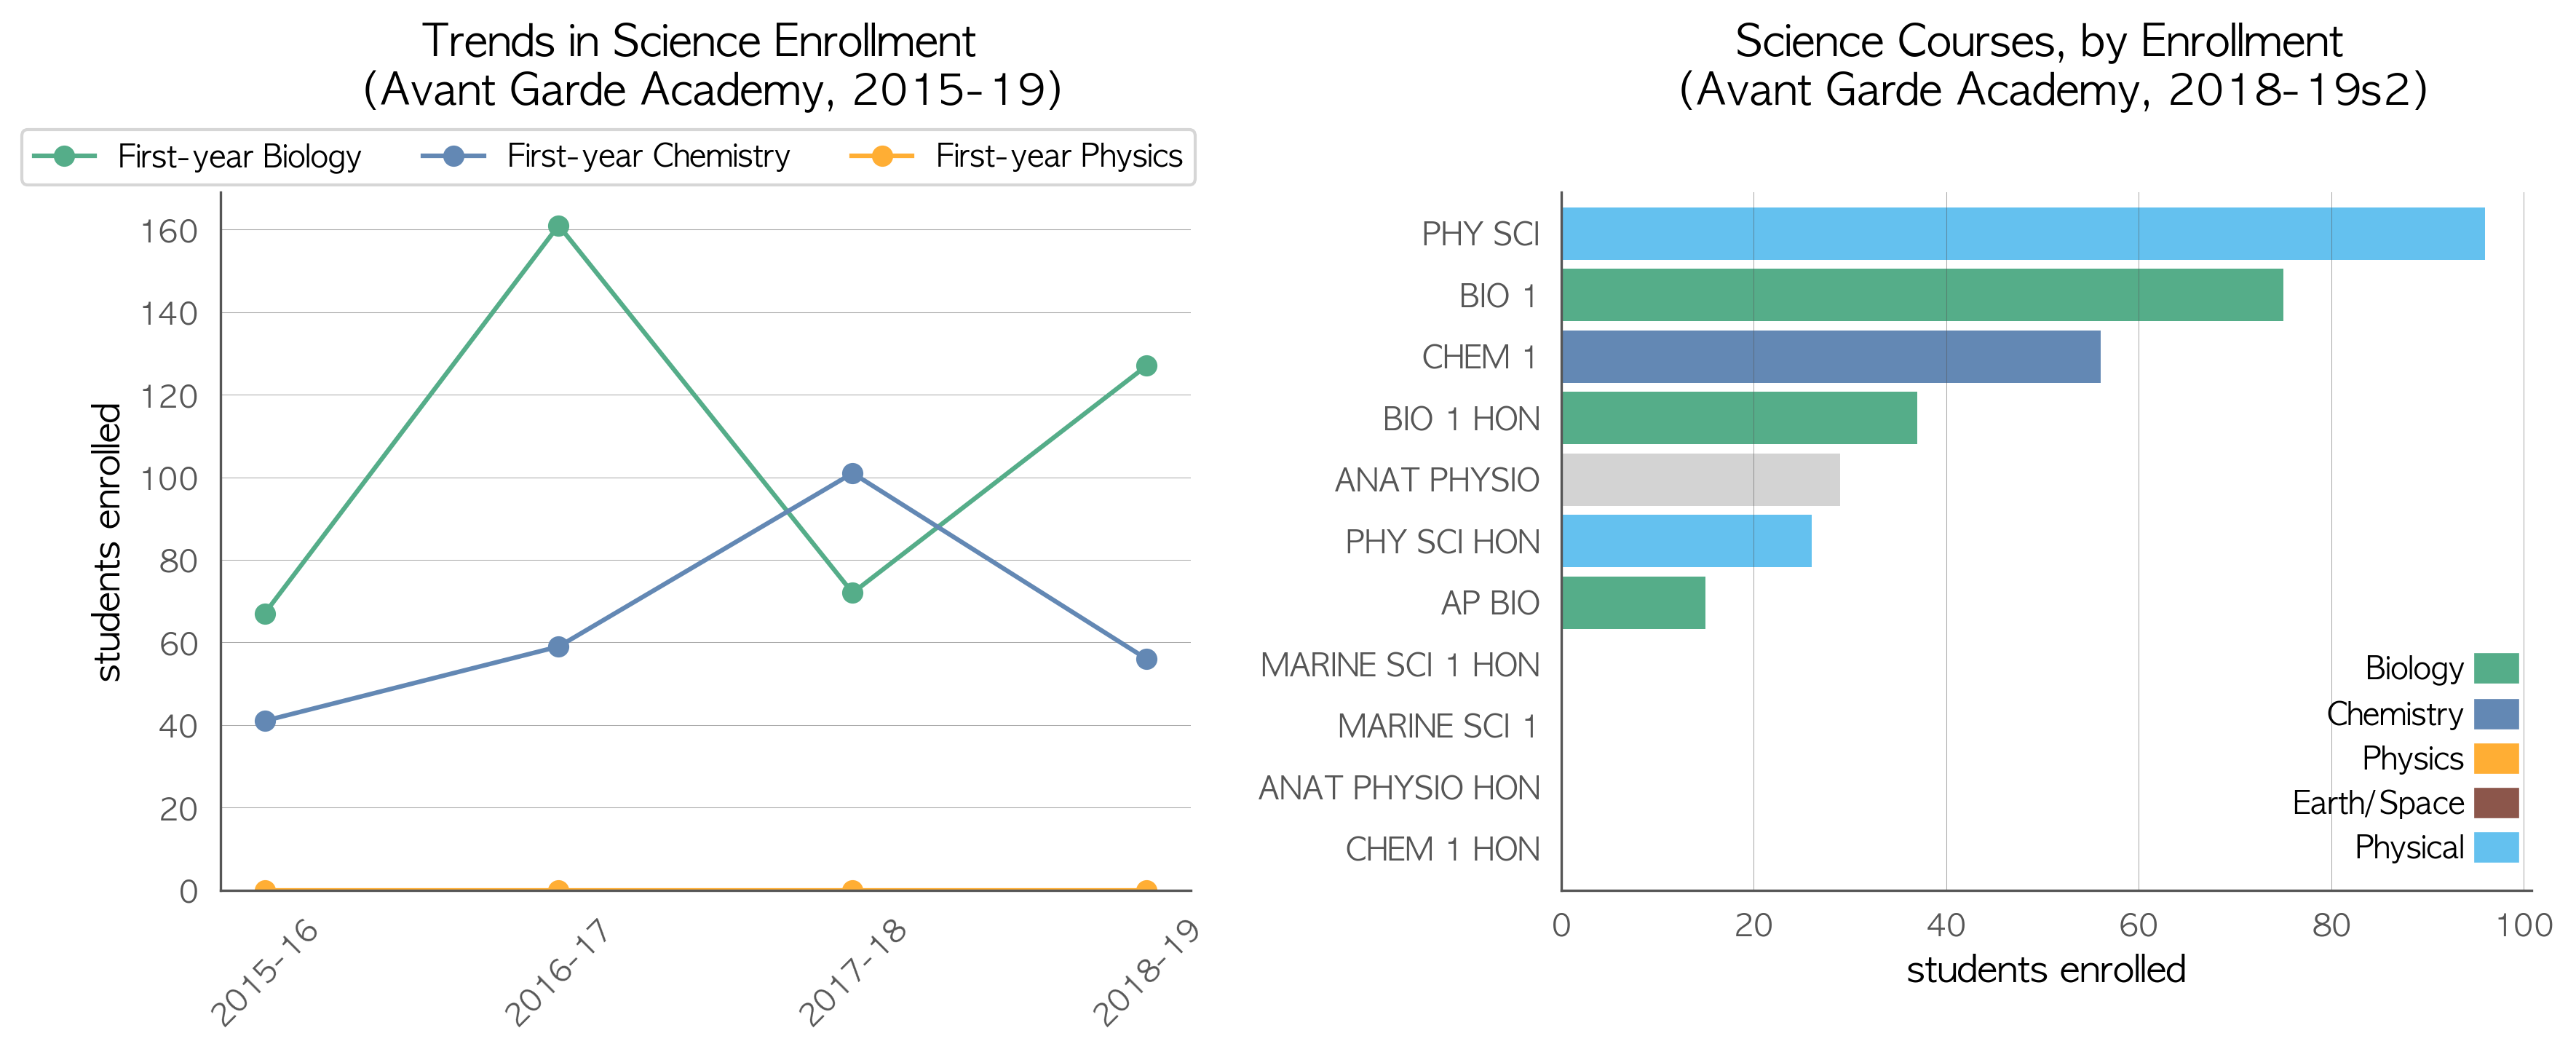 Trends in Science Enrollment
(Avant Garde Academy, 2015-19)
First-year Biology First-year Chemistry First-year Physics
160
140
120
100
80
60
40
20
0
students enrolled
2015-16 2016-17 2017-18 2018-19
Science Courses, by Enrollment
(Avant Garde Academy, 2018-19s2)
PHY SCI
BIO 1
CHEM 1
BIO 1 HON
ANAT PHYSIO
PHY SCI HON
AP BIO
MARINE SCI 1 HON
MARINE SCI 1
ANAT PHYSIO HON
CHEM 1 HON
Biology
Chemistry
Physics
Earth/Space
Physical
0 20 40 60 80 100
students enrolled